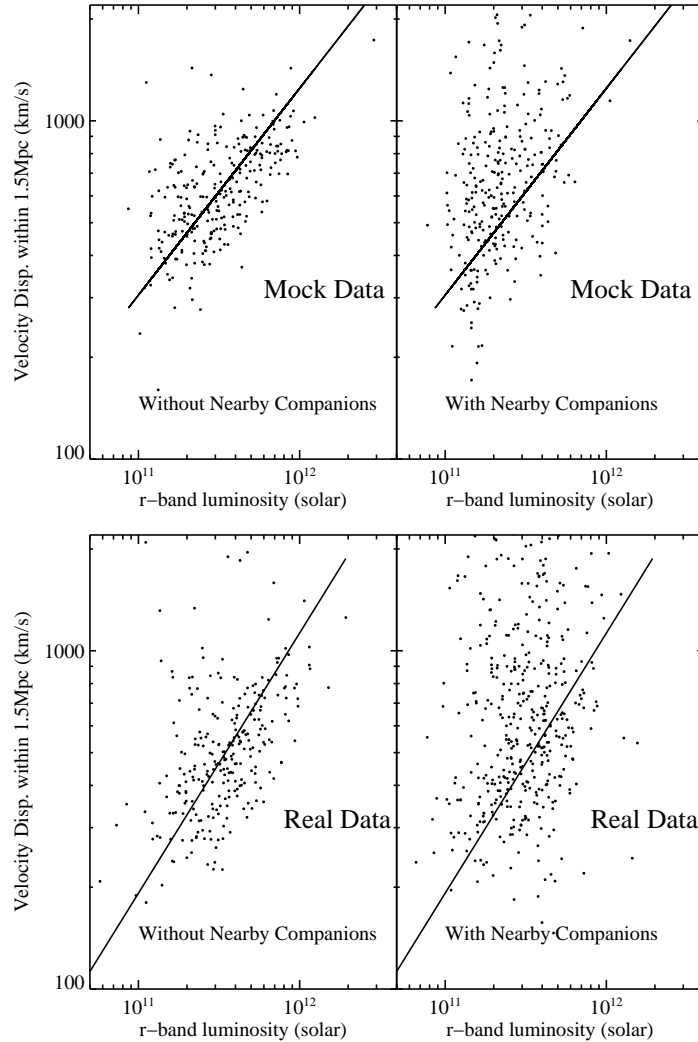 Velocity Disp. within 1.5Mpc (km/s)
1000
100
Mock Data
Mock Data
Without Nearby Companions
With Nearby Companions
10^11
10^12
10^11
10^12
r-band luminosity (solar)
r-band luminosity (solar)
Velocity Disp. within 1.5Mpc (km/s)
1000
100
Real Data
Real Data
Without Nearby Companions
With Nearby Companions
10^11
10^12
10^11
10^12
r-band luminosity (solar)
r-band luminosity (solar)